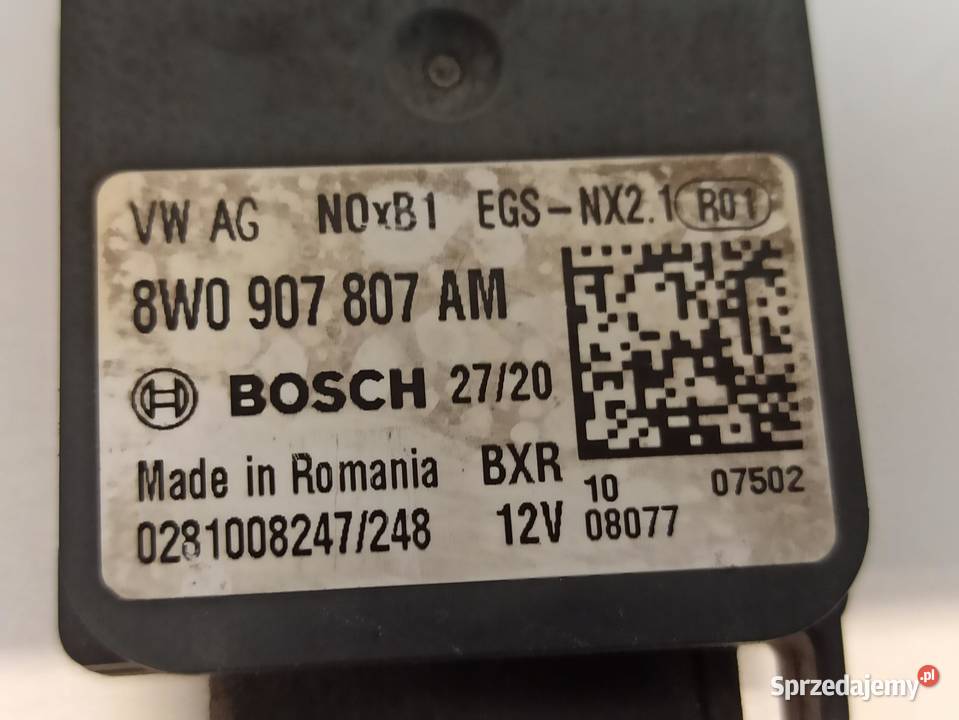 VW AG NOxB1 EGS-NX2.1 R01
8W0 907 807 AM
BOSCH 27/20
Made in Romania BXR
10 07502
0281008247/248 12V 08077
Sprzedajemy.pl